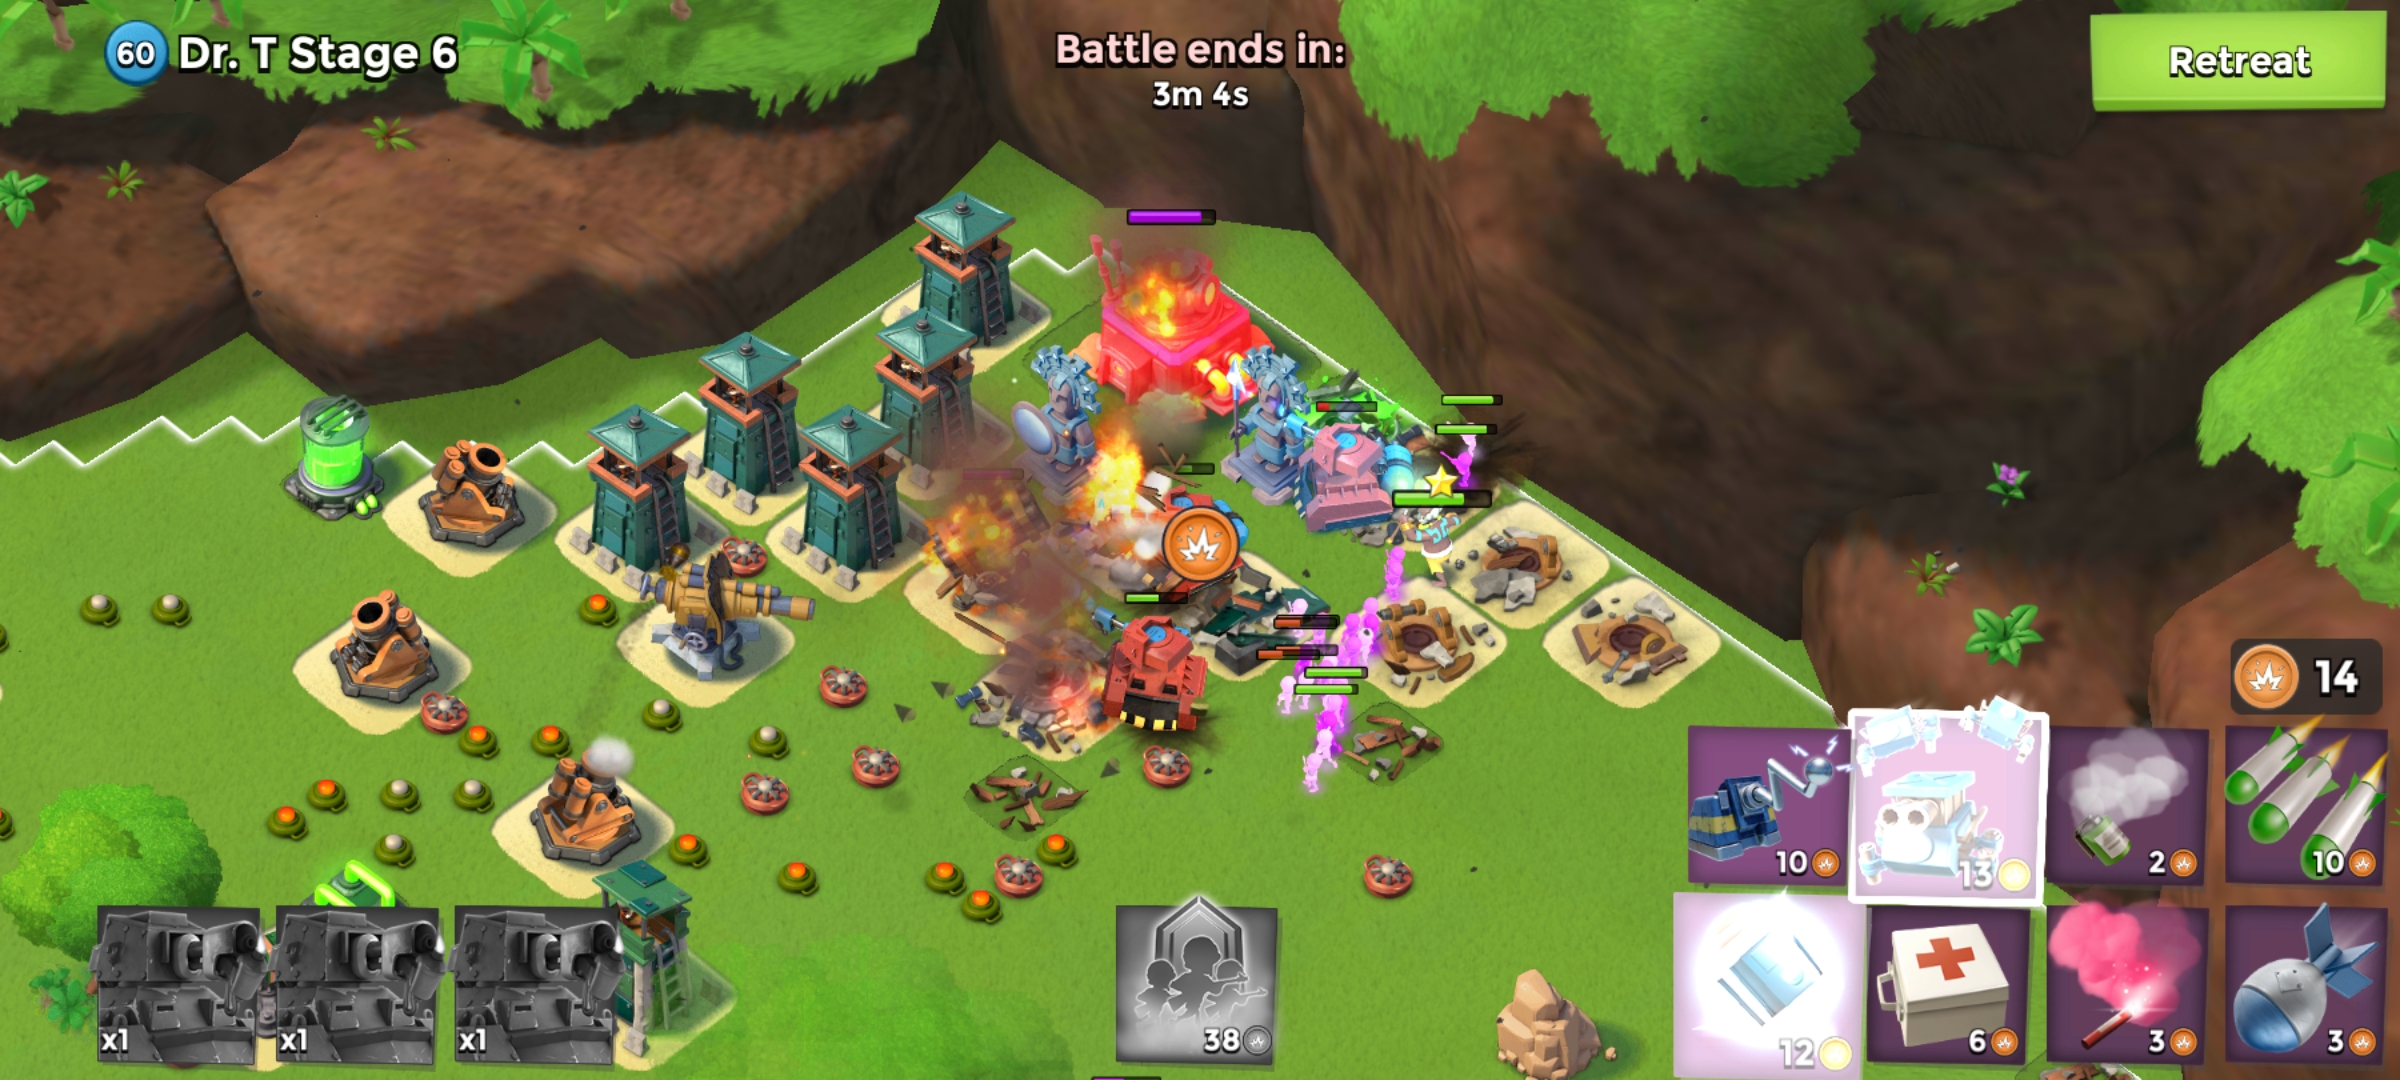 60 Dr. T Stage 6
Battle ends in:
3m 4s
Retreat
14
10
13
2
10
x1
x1
x1
38
12
6
3
3